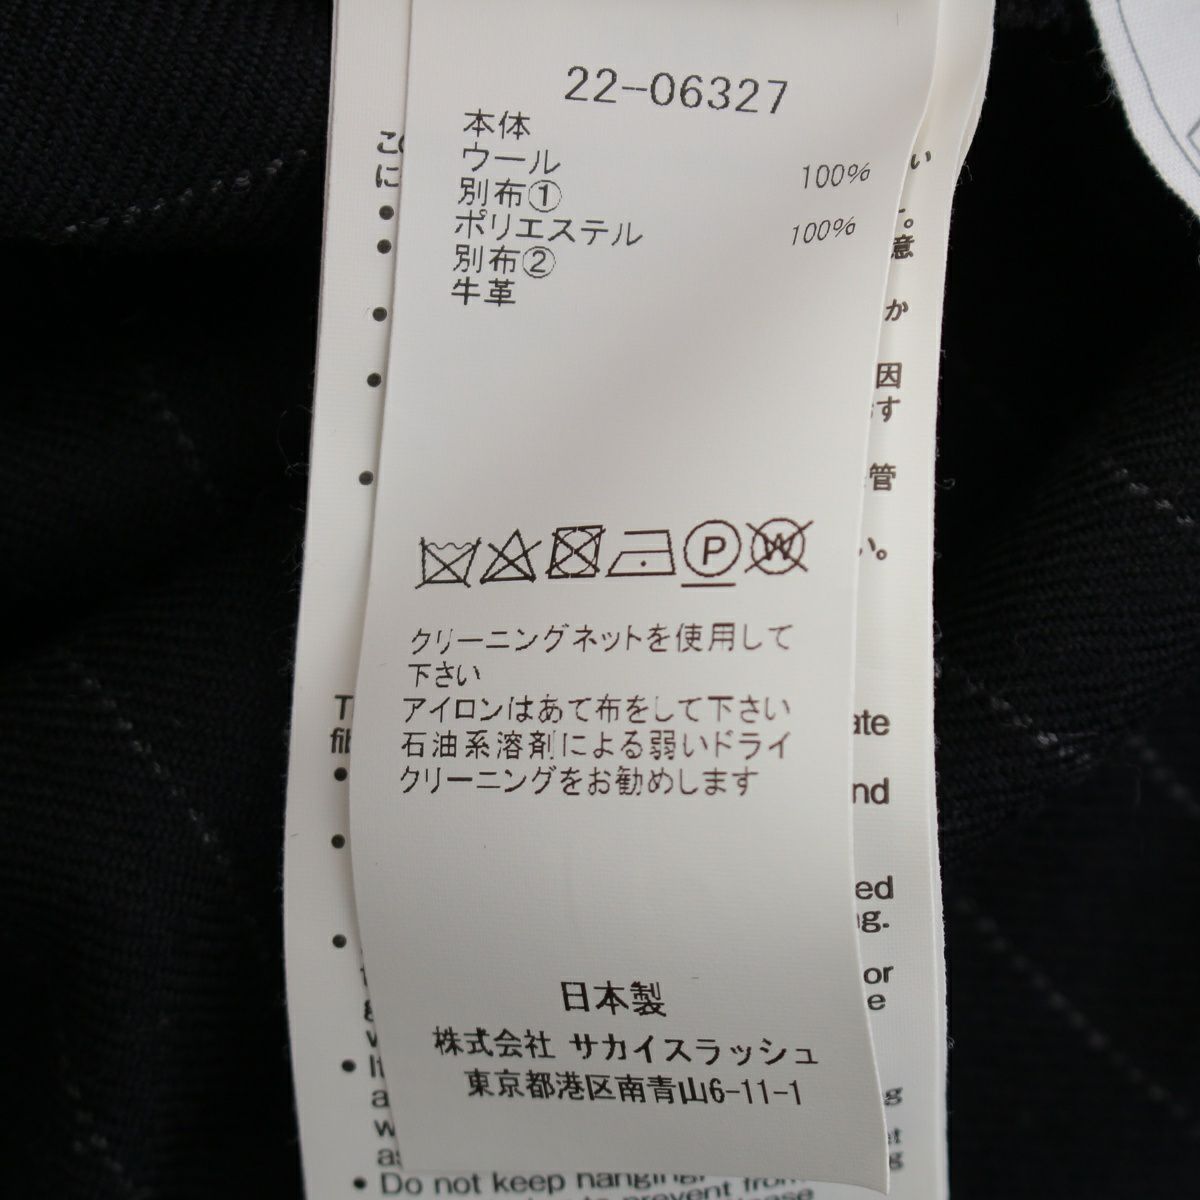 22-06327
本体
ウール 100%
別布①
ポリエステル 100%
別布②
牛革
P
W
クリーニングネットを使用して
下さい
アイロンはあて布をして下さい
石油系溶剤による弱いドライ
クリーニングをお勧めします
日本製
株式会社 サカイスラッシュ
東京都港区南青山6-11-1
• Do not keep hanging